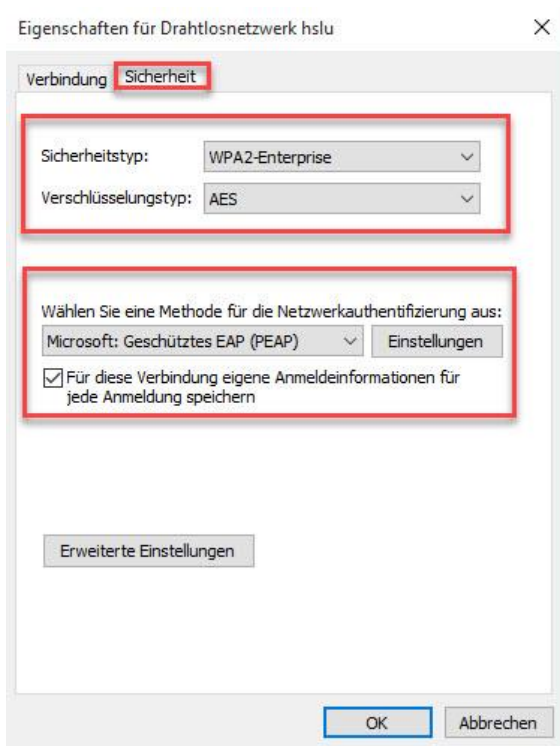 Eigenschaften für Drahtlosnetzwerk hslu
Verbindung Sicherheit
Sicherheitstyp: WPA2-Enterprise
Verschlüsselungstyp: AES
Wählen Sie eine Methode für die Netzwerkauthentifizierung aus:
Microsoft: Geschütztes EAP (PEAP) Einstellungen
Für diese Verbindung eigene Anmeldeinformationen für
jede Anmeldung speichern
Erweiterte Einstellungen
OK Abbrechen